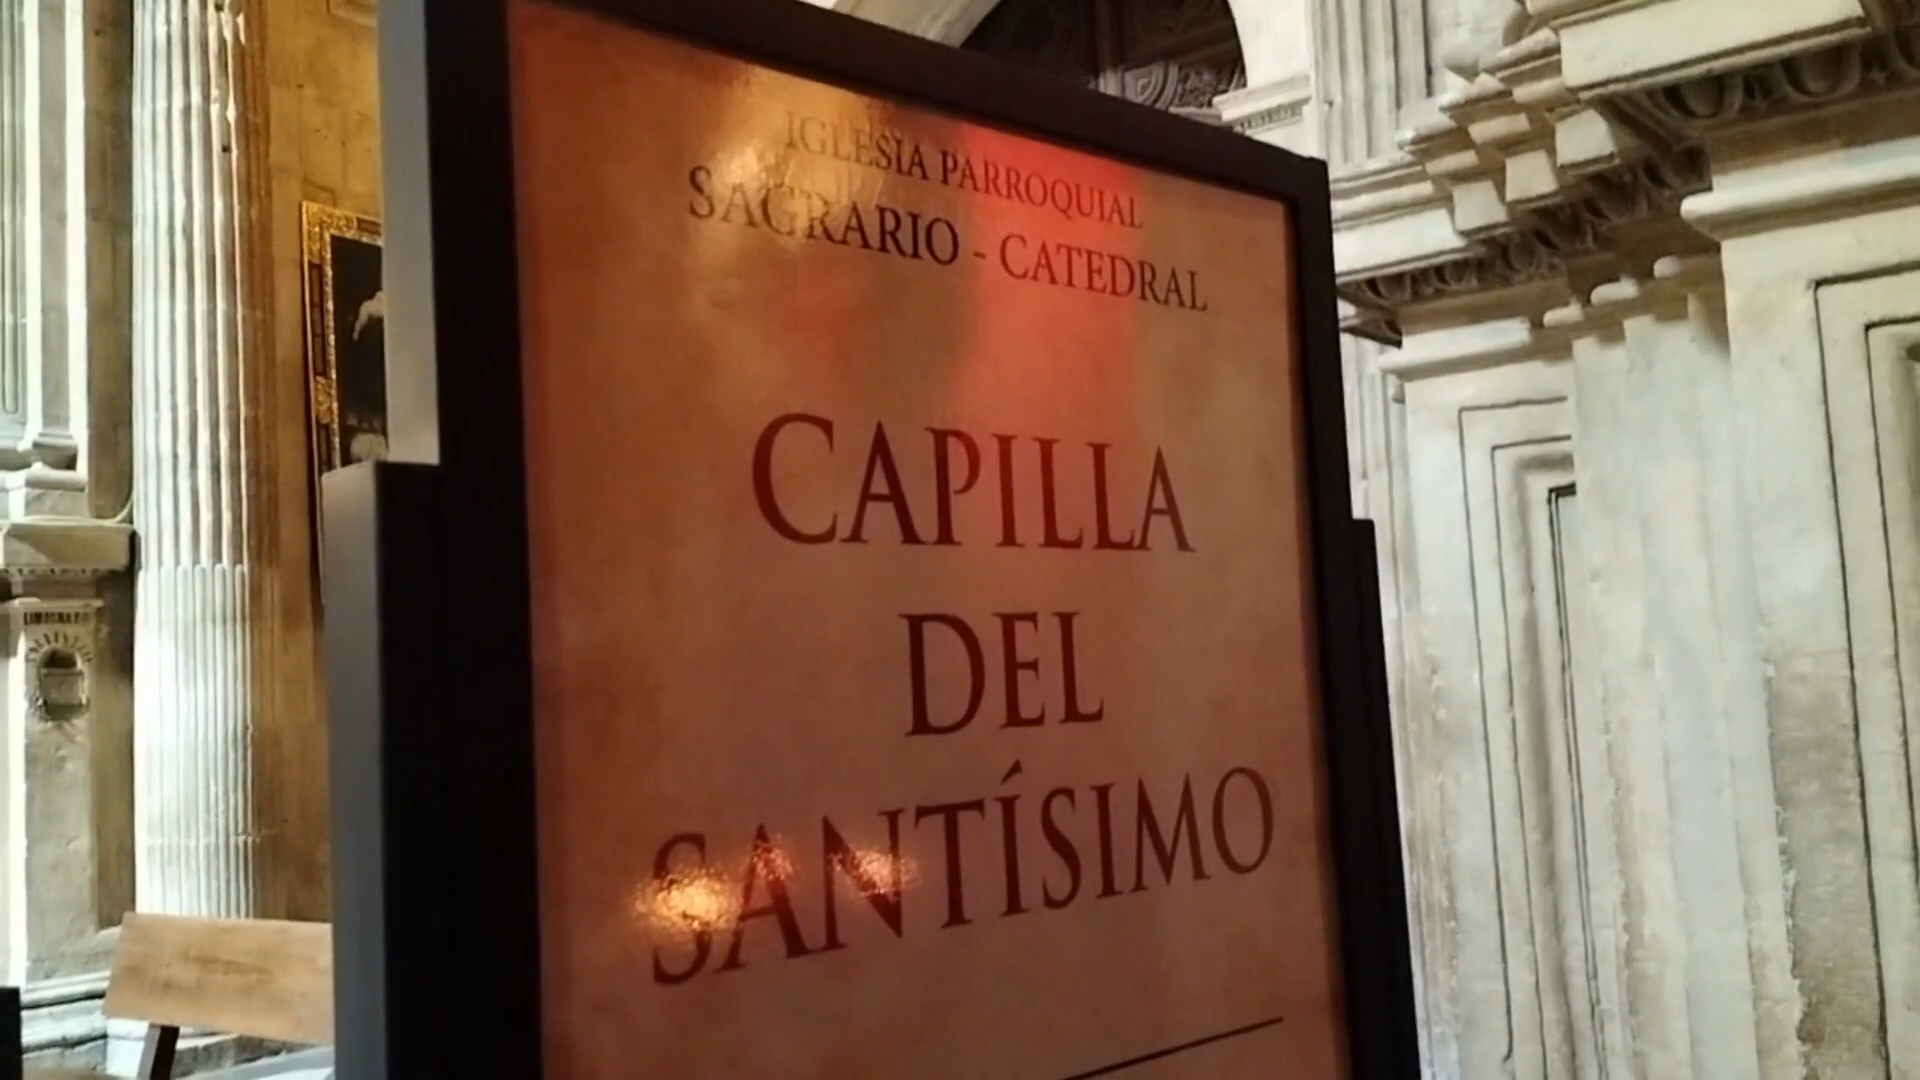 IGLESIA PARROQUIAL
SAGRARIO - CATEDRAL
CAPILLA
DEL
SANTÍSIMO